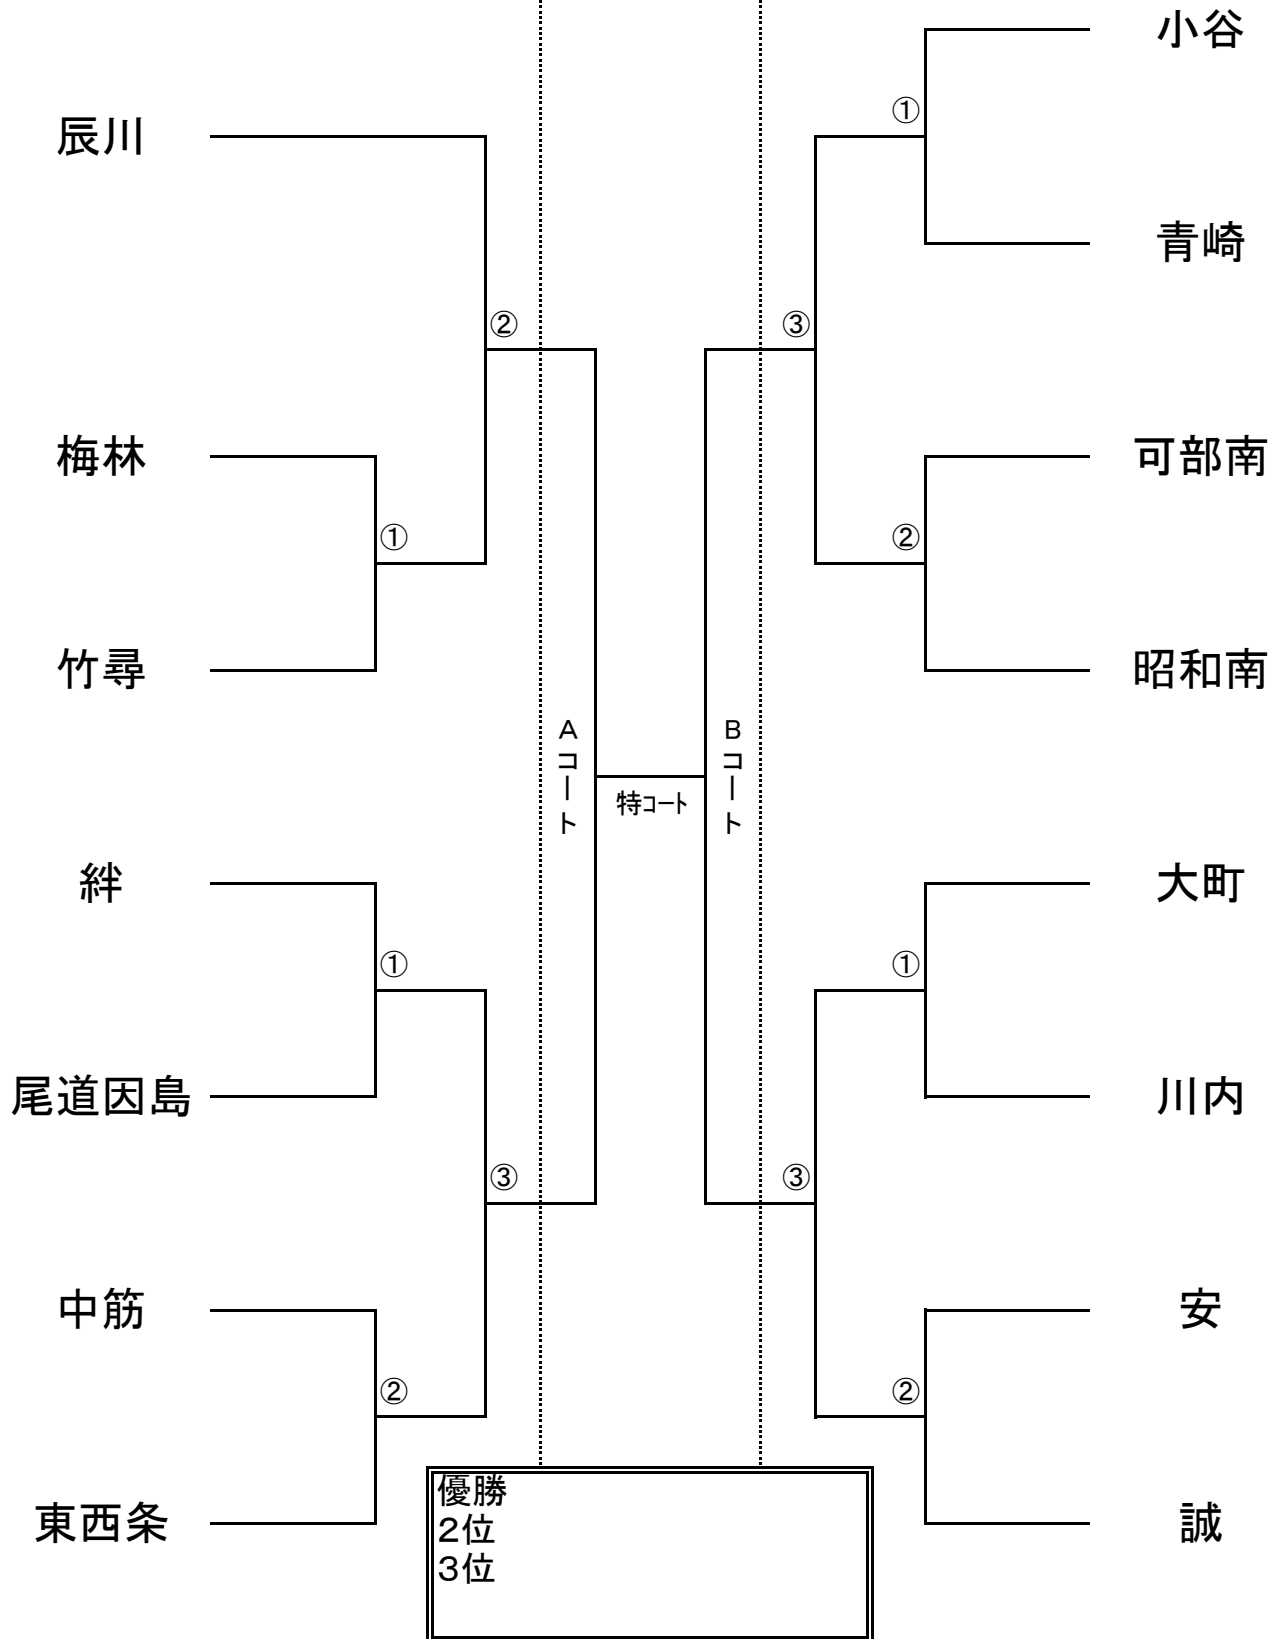 小谷
①
辰川
青崎
②
③
梅林
可部南
①
②
竹尋
昭和南
Aコート
Bコート
特コート
絆
大町
①
①
尾道因島
川内
③
③
中筋
安
②
②
東西条
誠
優勝
2位
3位